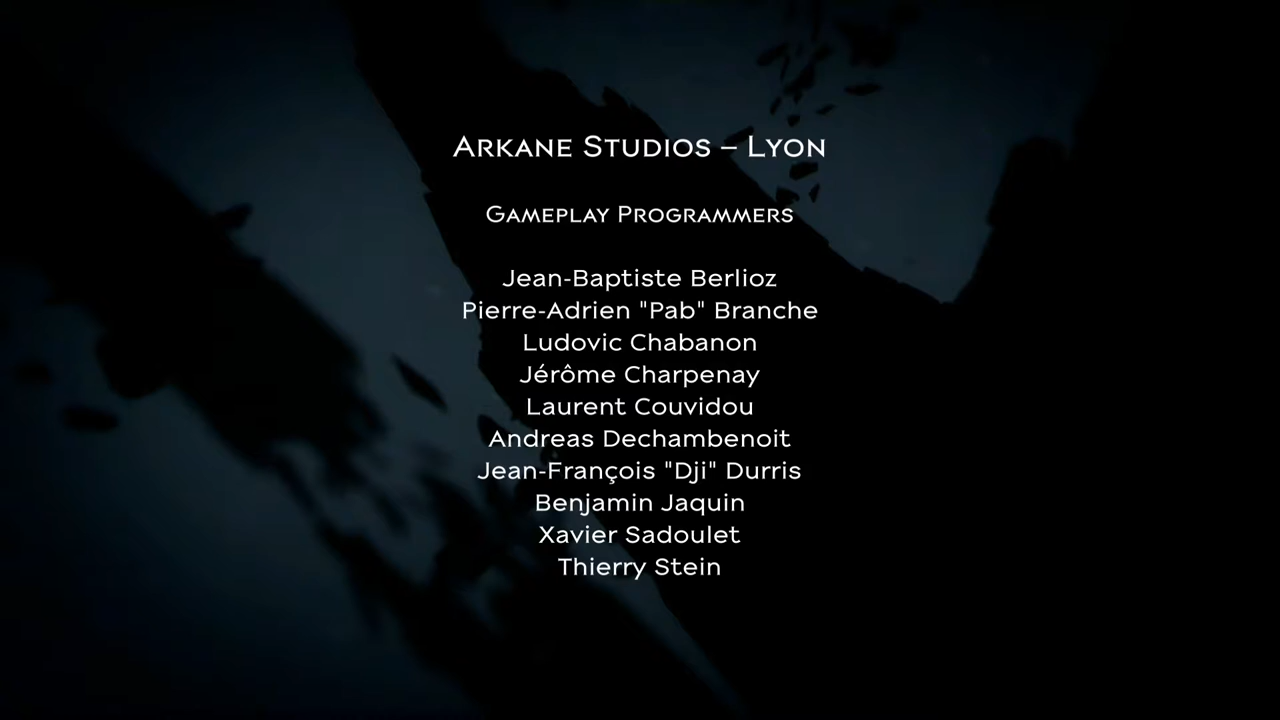 Arkane Studios – Lyon
Gameplay Programmers
Jean-Baptiste Berlioz
Pierre-Adrien "Pab" Branche
Ludovic Chabanon
Jérôme Charpenay
Laurent Couvidou
Andreas Dechambenoit
Jean-François "Dji" Durris
Benjamin Jaquin
Xavier Sadoulet
Thierry Stein